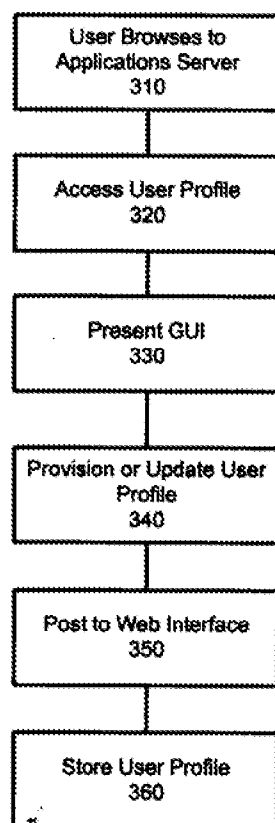 User Browses to
Applications Server
310
Access User Profile
320
Present GUI
330
Provision or Update User
Profile
340
Post to Web Interface
350
Store User Profile
360